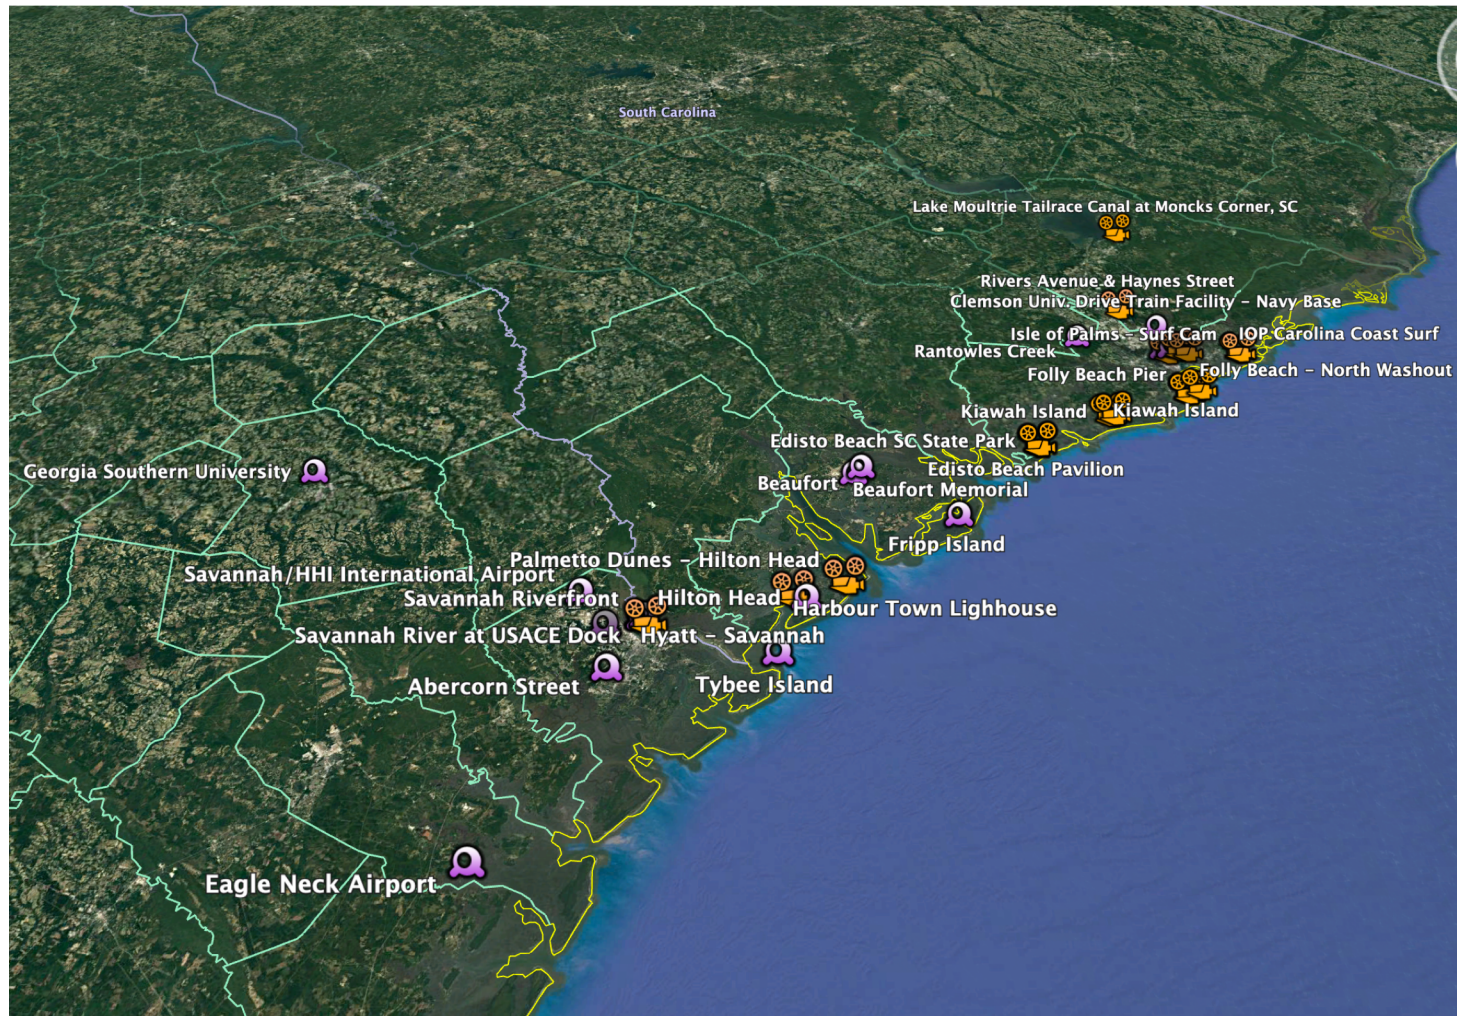 South Carolina
Lake Moultrie Tailrace Canal at Moncks Corner, SC
Rivers Avenue & Haynes Street
Clemson Univ. Drive Train Facility - Navy Base
Isle of Palms - Surf Cam
IOP Carolina Coast Surf
Rantowles Creek
Folly Beach Pier
Folly Beach - North Washout
Kiawah Island
Kiawah Island
Edisto Beach SC State Park
Edisto Beach Pavilion
Georgia Southern University
Beaufort
Beaufort Memorial
Fripp Island
Palmetto Dunes - Hilton Head
Savannah/HHI International Airport
Savannah Riverfront
Hilton Head
Harbour Town Lighhouse
Savannah River at USACE Dock
Hyatt - Savannah
Abercorn Street
Tybee Island
Eagle Neck Airport